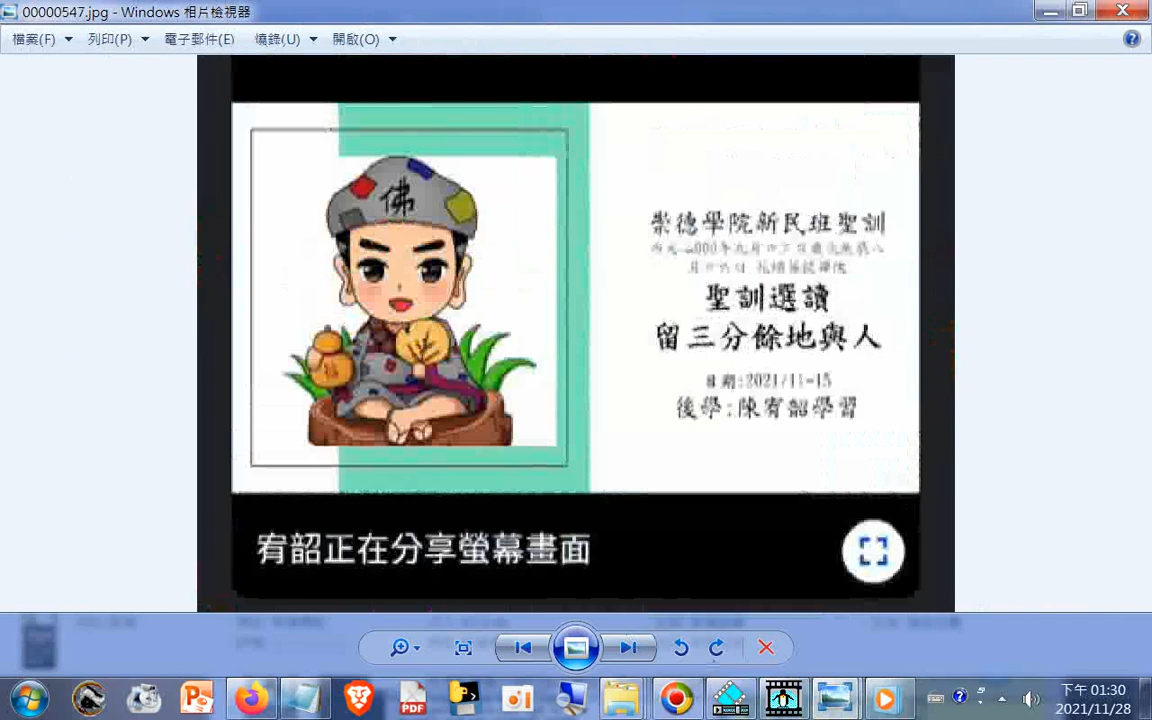 00000547.jpg - Windows 相片檢視器
檔案(F) 列印(P) 電子郵件(E) 燒錄(U) 開啟(O)
佛
崇德學院新民班聖訓
聖訓選讀
留三分餘地與人
日期:2021/11-15
後學:陳宥韶學習
宥韶正在分享螢幕畫面
PDF
下午 01:30
2021/11/28